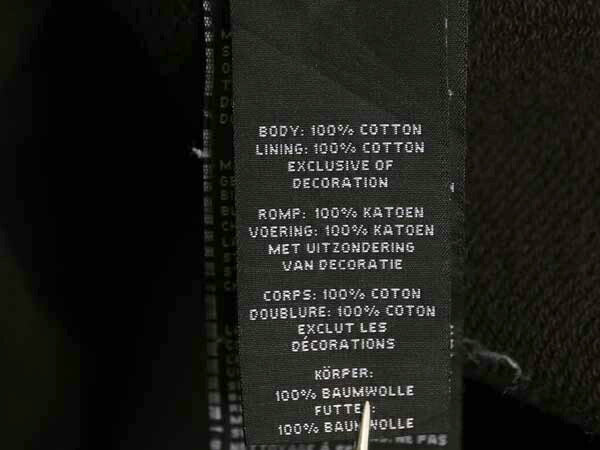 BODY: 100% COTTON
LINING: 100% COTTON
EXCLUSIVE OF
DECORATION
ROMP: 100% KATOEN
VOERING: 100% KATOEN
MET UITZONDERING
VAN DECORATIE
CORPS: 100% COTON
DOUBLURE: 100% COTON
EXCLUT LES
DÉCORATIONS
KÖRPER:
100% BAUMWOLLE
FUTTER:
100% BAUMWOLLE